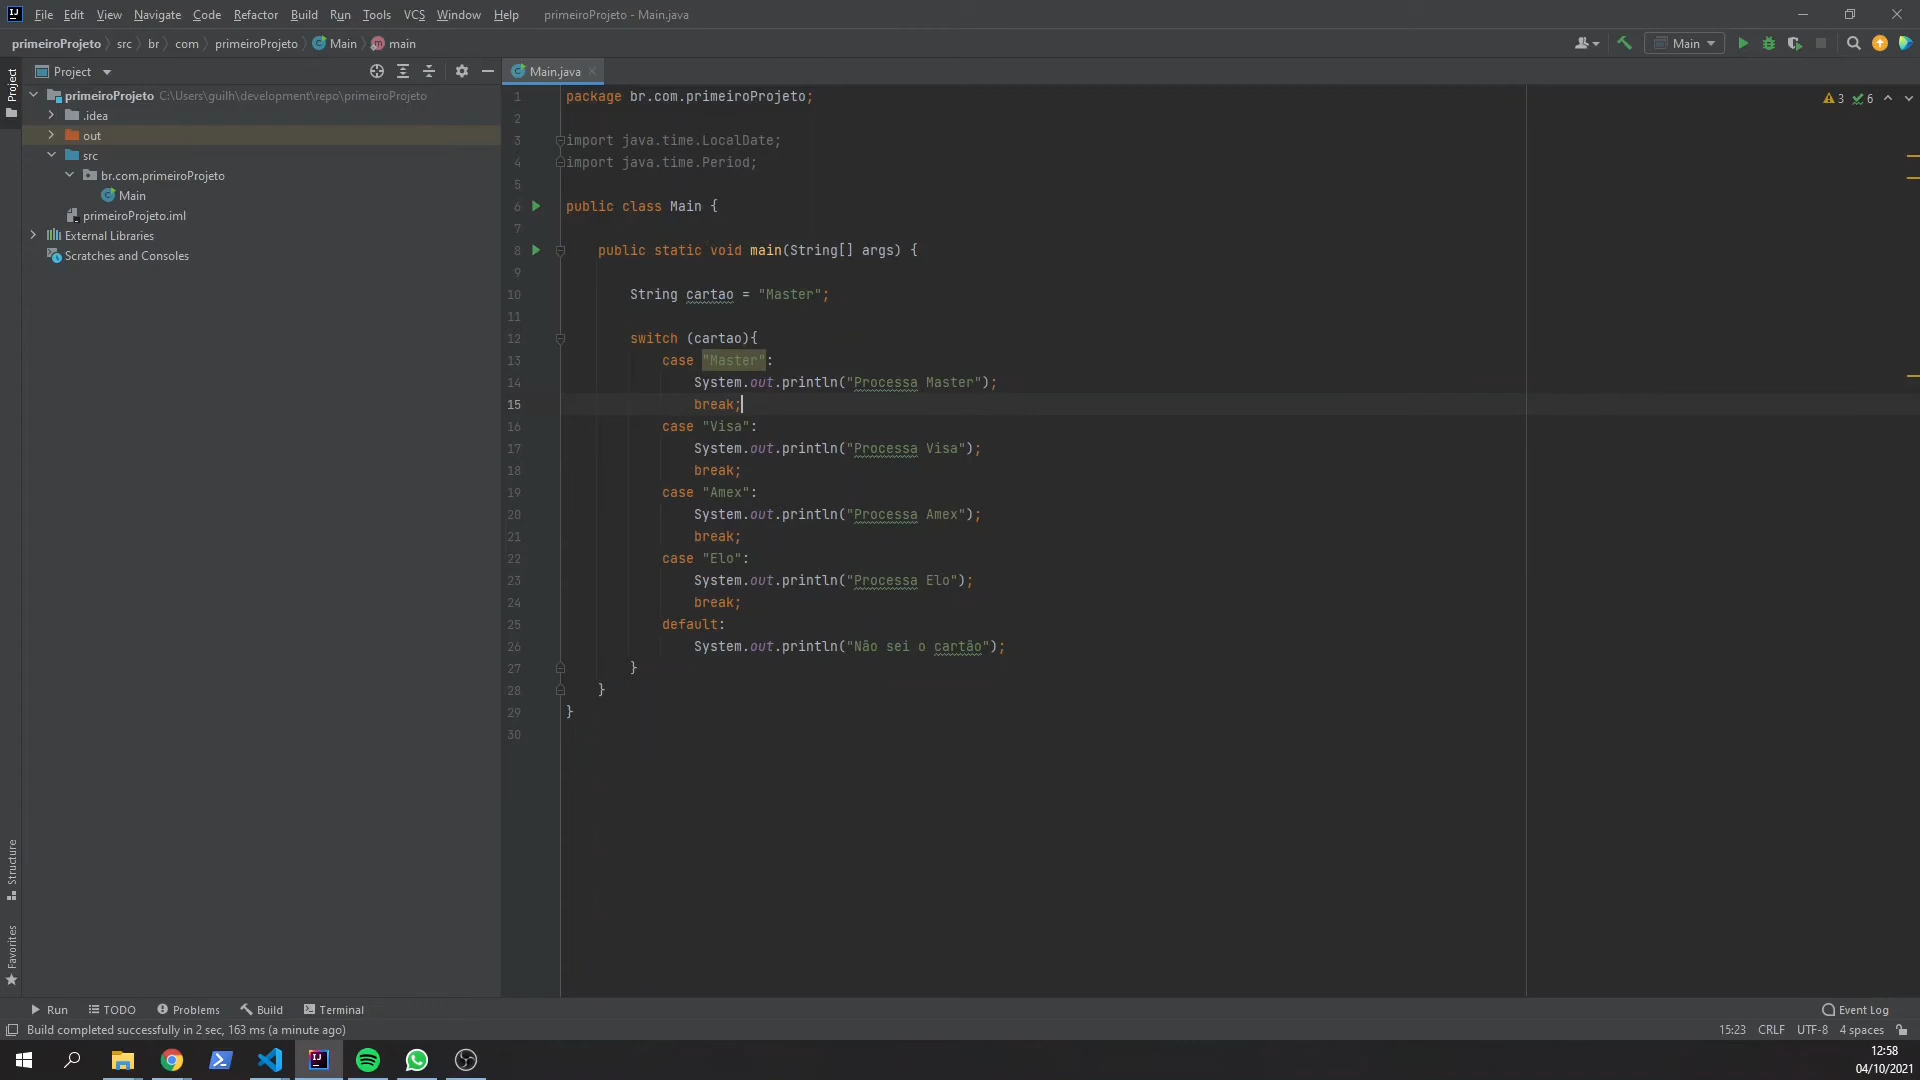 File Edit View Navigate Code Refactor Build Run Tools VCS Window Help primeiroProjeto - Main.java
primeiroProjeto src br com primeiroProjeto Main main
Main
Project
Main.java
Project
primeiroProjeto C:\Users\guilh\development\repo\primeiroProjeto
.idea
out
src
br.com.primeiroProjeto
Main
primeiroProjeto.iml
External Libraries
Scratches and Consoles
1 package br.com.primeiroProjeto;
2
3 import java.time.LocalDate;
4 import java.time.Period;
5
6 public class Main {
7
8 public static void main(String[] args) {
9
10 String cartao = "Master";
11
12 switch (cartao){
13 case "Master":
14 System.out.println("Processa Master");
15 break;
16 case "Visa":
17 System.out.println("Processa Visa");
18 break;
19 case "Amex":
20 System.out.println("Processa Amex");
21 break;
22 case "Elo":
23 System.out.println("Processa Elo");
24 break;
25 default:
26 System.out.println("Não sei o cartão");
27 }
28 }
29 }
30
3 6
Structure
Favorites
Run TODO Problems Build Terminal
Event Log
Build completed successfully in 2 sec, 163 ms (a minute ago)
15:23 CRLF UTF-8 4 spaces
12:58
04/10/2021